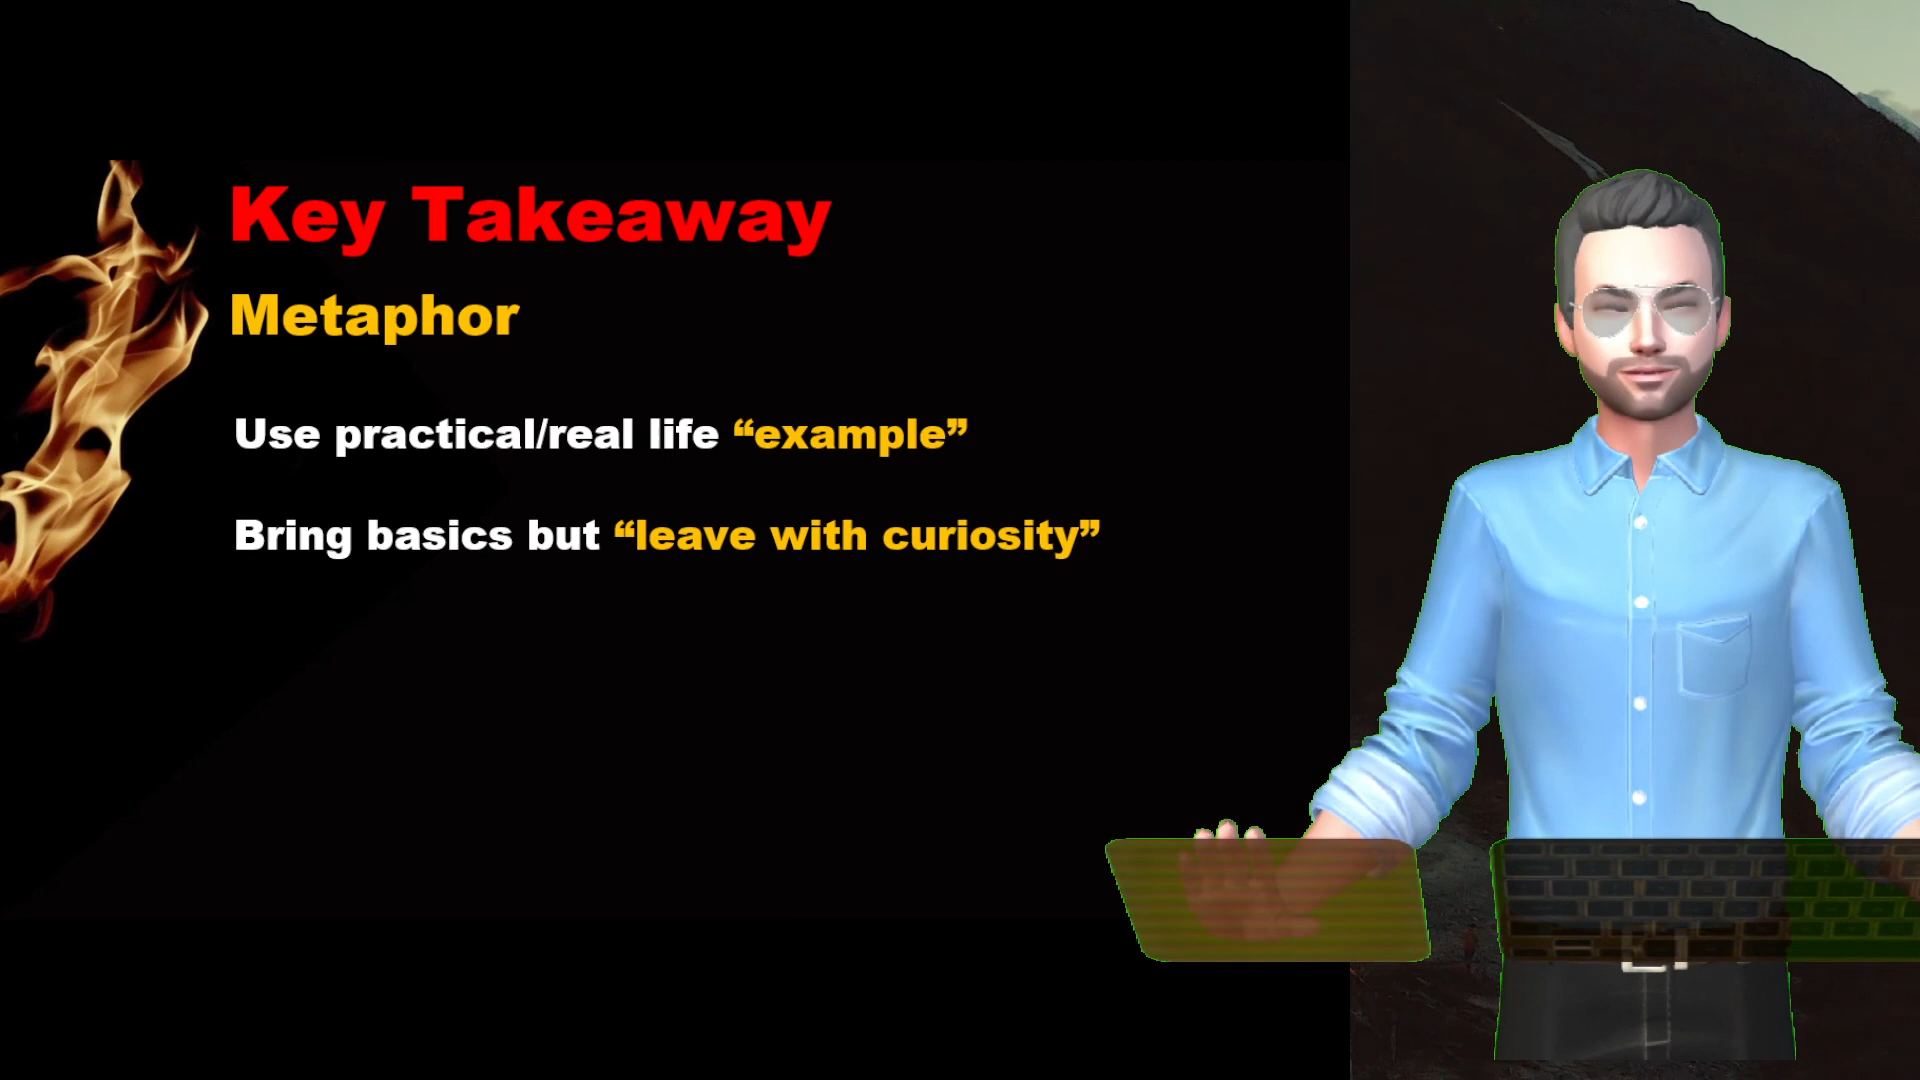 Key Takeaway
Metaphor
Use practical/real life “example”
Bring basics but “leave with curiosity”